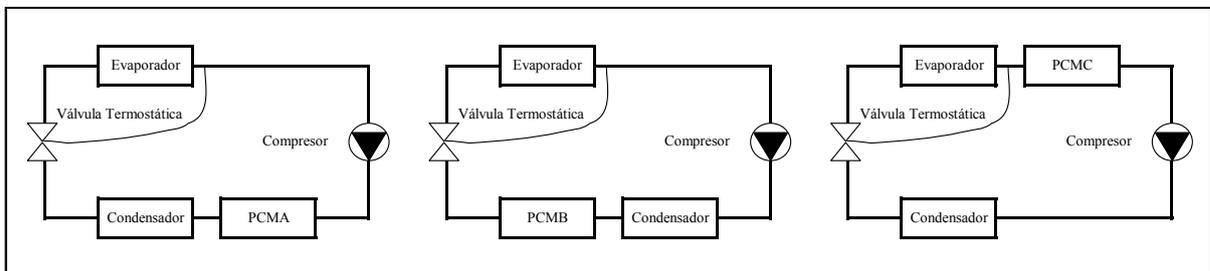 Evaporador
Válvula Termostática
Compresor
Condensador
PCMA
Evaporador
Válvula Termostática
Compresor
PCMB
Condensador
Evaporador
PCMC
Válvula Termostática
Compresor
Condensador